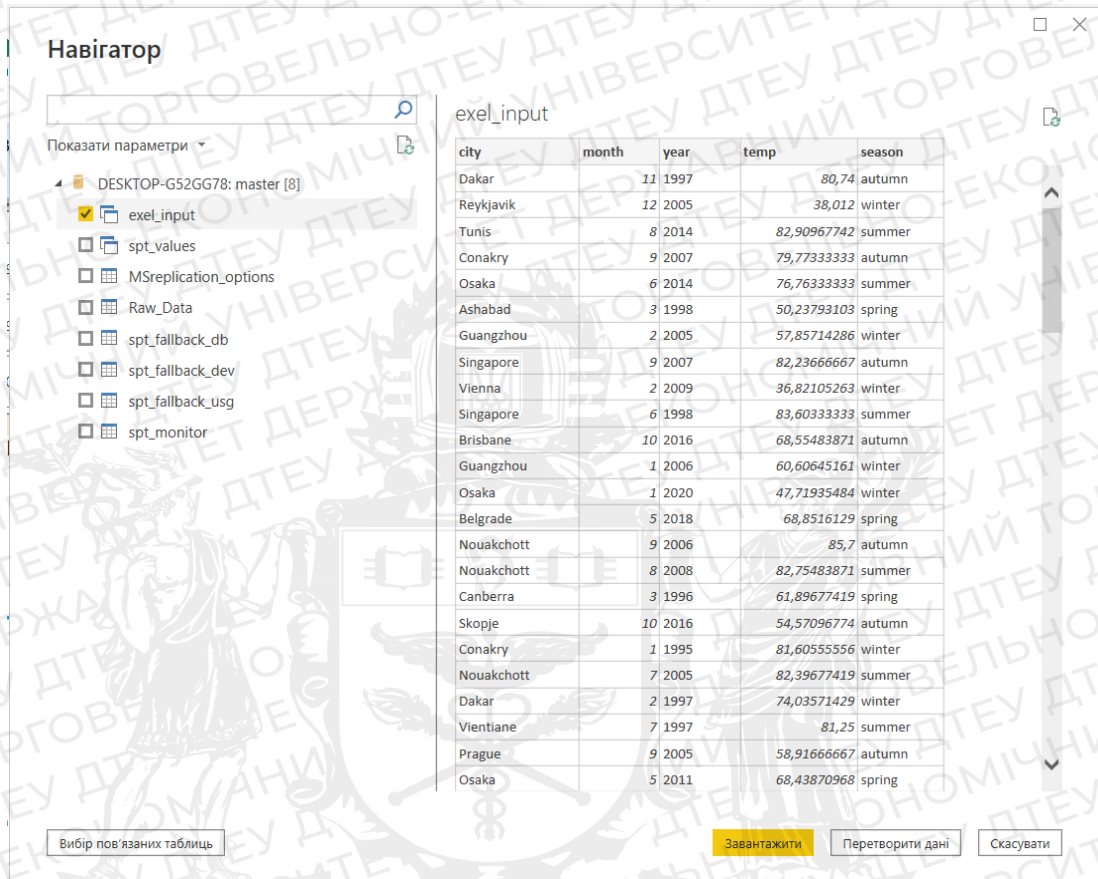 Навігатор
Показати параметри
DESKTOP-G52GG78: master [8]
exel_input
spt_values
MSreplication_options
Raw_Data
spt_fallback_db
spt_fallback_dev
spt_fallback_usg
spt_monitor
exel_input
city month year temp season
Dakar 11 1997 80,74 autumn
Reykjavik 12 2005 38,012 winter
Tunis 8 2014 82,90967742 summer
Conakry 9 2007 79,77333333 autumn
Osaka 6 2014 76,76333333 summer
Ashabad 3 1998 50,23793103 spring
Guangzhou 2 2005 57,85714286 winter
Singapore 9 2007 82,23666667 autumn
Vienna 2 2009 36,82105263 winter
Singapore 6 1998 83,60333333 summer
Brisbane 10 2016 68,55483871 autumn
Guangzhou 1 2006 60,60645161 winter
Osaka 1 2020 47,71935484 winter
Belgrade 5 2018 68,8516129 spring
Nouakchott 9 2006 85,7 autumn
Nouakchott 8 2008 82,75483871 summer
Canberra 3 1996 61,89677419 spring
Skopje 10 2016 54,57096774 autumn
Conakry 1 1995 81,60555556 winter
Nouakchott 7 2005 82,39677419 summer
Dakar 2 1997 74,03571429 winter
Vientiane 7 1997 81,25 summer
Prague 9 2005 58,91666667 autumn
Osaka 5 2011 68,43870968 spring
Вибір пов'язаних таблиць
Завантажити
Перетворити дані
Скасувати